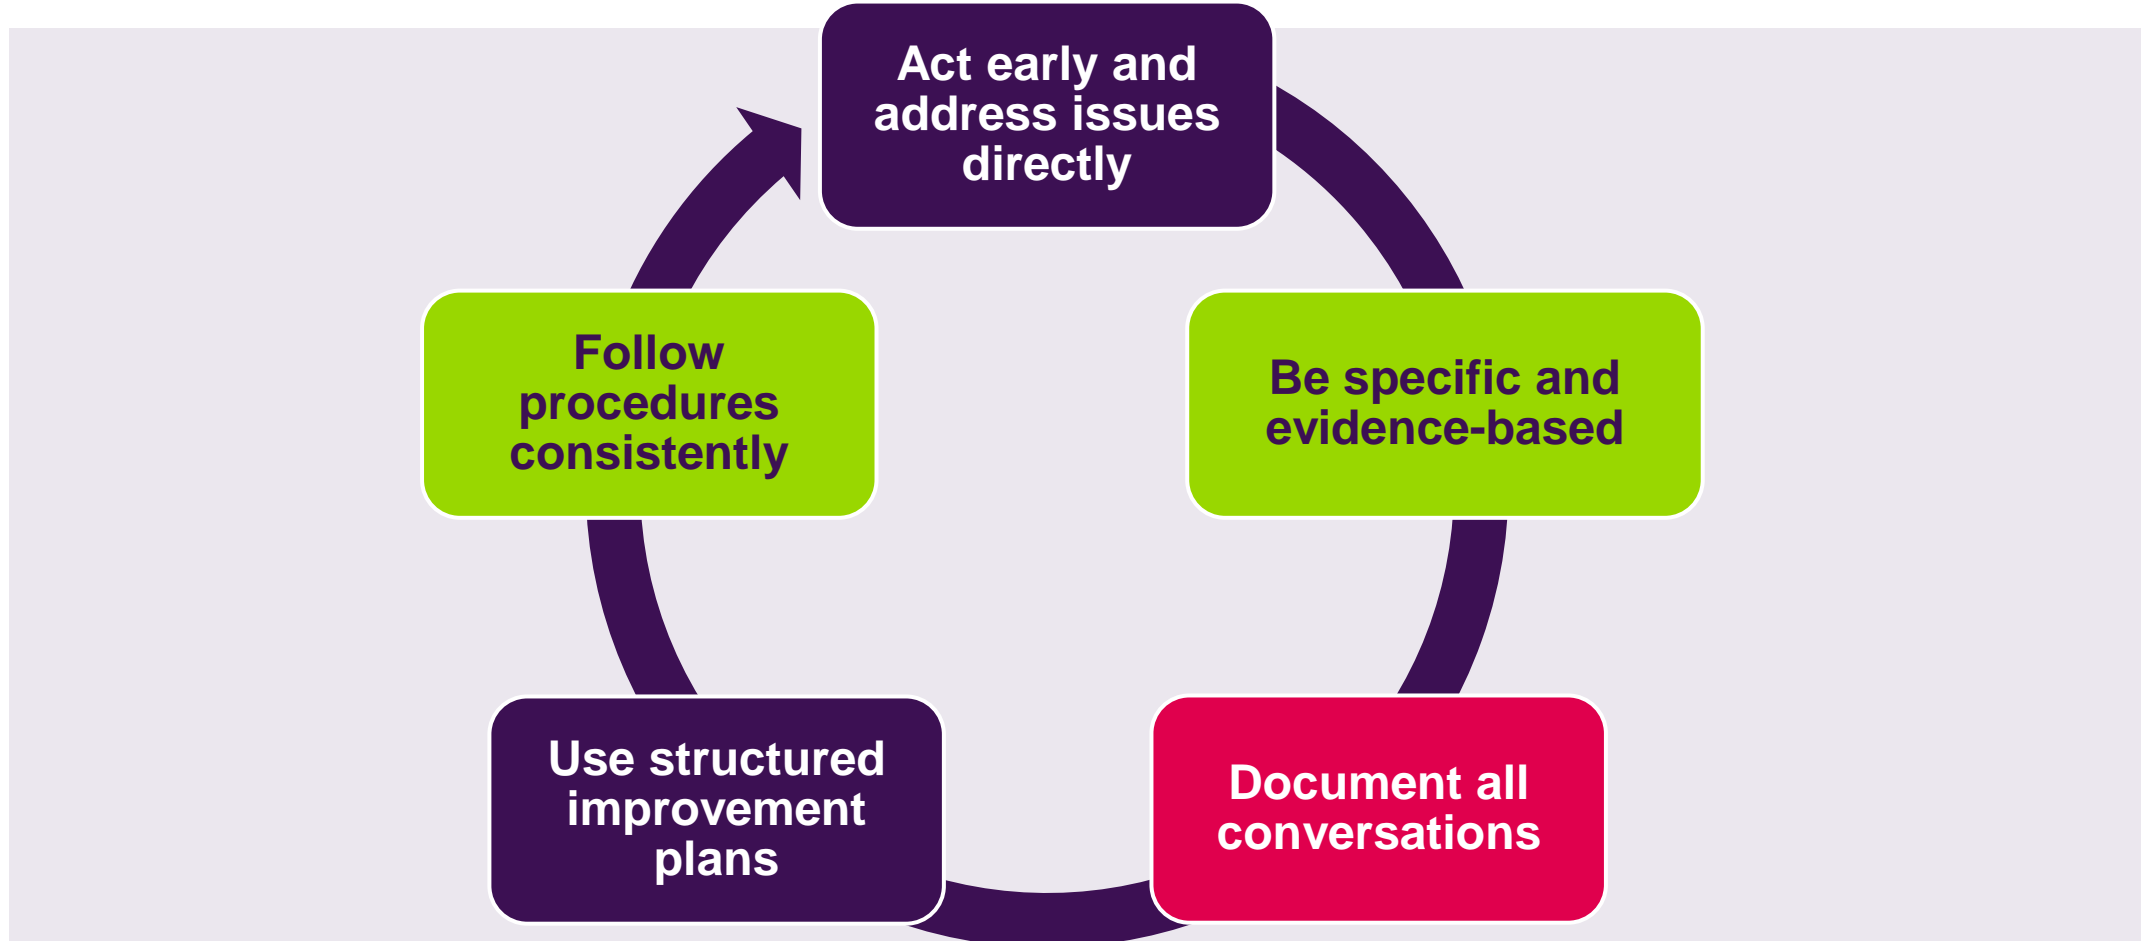 Act early and
address issues
directly
Be specific and
evidence-based
Document all
conversations
Use structured
improvement
plans
Follow
procedures
consistently